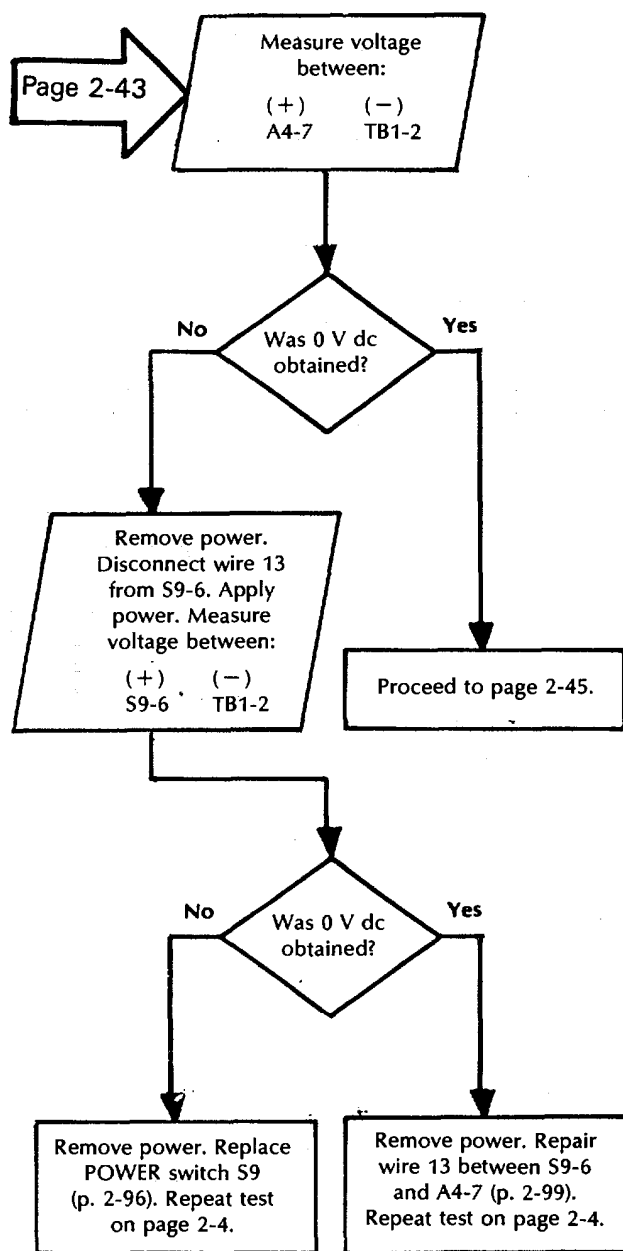 Page 2-43
Measure voltage
between:
(+) (−)
A4-7 TB1-2
No
Was 0 V dc
obtained?
Yes
Remove power.
Disconnect wire 13
from S9-6. Apply
power. Measure
voltage between:
(+) (−)
S9-6 TB1-2
Proceed to page 2-45.
No
Was 0 V dc
obtained?
Yes
Remove power. Replace
POWER switch S9
(p. 2-96). Repeat test
on page 2-4.
Remove power. Repair
wire 13 between S9-6
and A4-7 (p. 2-99).
Repeat test on page 2-4.